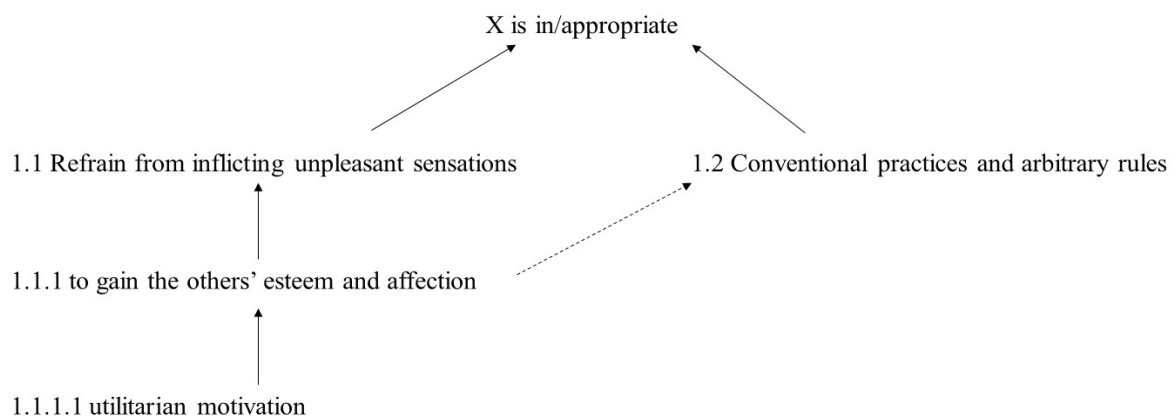 X is in/appropriate
1.1 Refrain from inflicting unpleasant sensations
1.2 Conventional practices and arbitrary rules
1.1.1 to gain the others’ esteem and affection
1.1.1.1 utilitarian motivation